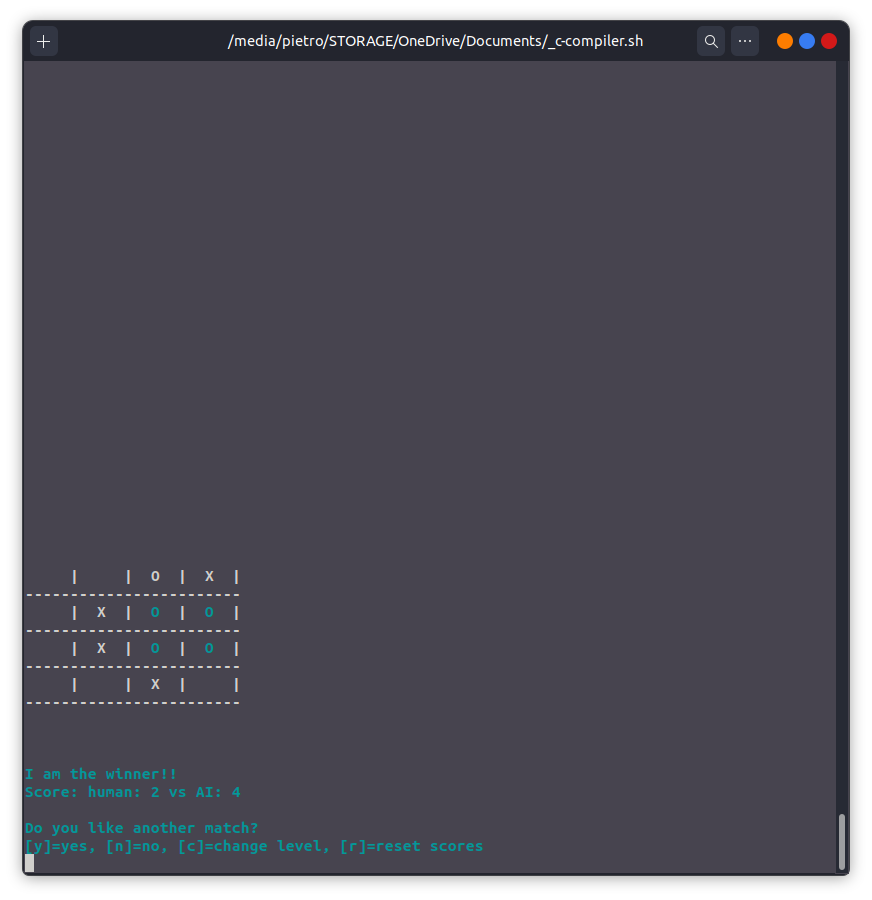 /media/pietro/STORAGE/OneDrive/Documents/_c-compiler.sh
     |     |  O  |  X  |
------------------------
     |  X  |  O  |  O  |
------------------------
     |  X  |  O  |  O  |
------------------------
     |     |  X  |     |
------------------------
I am the winner!!
Score: human: 2 vs AI: 4
Do you like another match?
[y]=yes, [n]=no, [c]=change level, [r]=reset scores